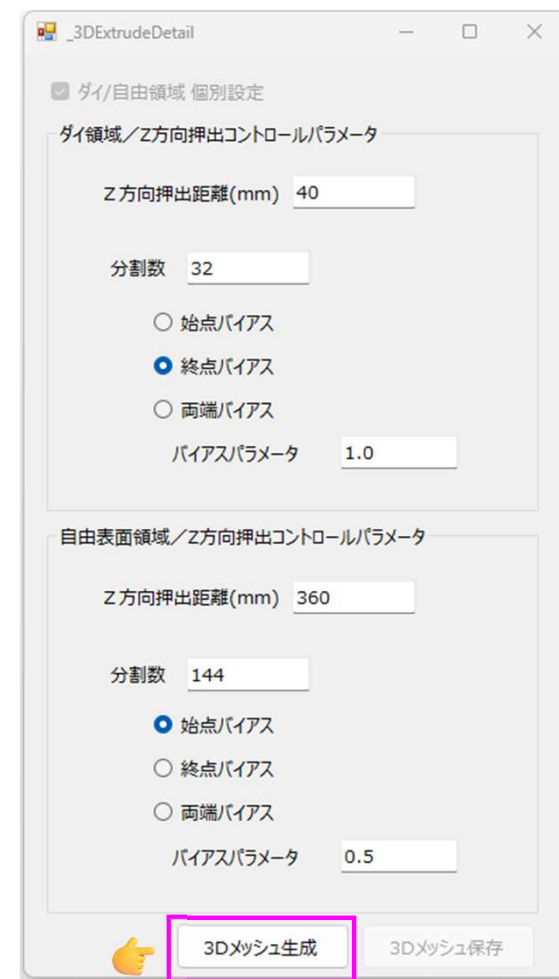 _3DExtrudeDetail
ダイ/自由領域 個別設定
ダイ領域/Z方向押出コントロールパラメータ
Z方向押出距離(mm) 40
分割数 32
始点バイアス
終点バイアス
両端バイアス
バイアスパラメータ 1.0
自由表面領域/Z方向押出コントロールパラメータ
Z方向押出距離(mm) 360
分割数 144
始点バイアス
終点バイアス
両端バイアス
バイアスパラメータ 0.5
3Dメッシュ生成 3Dメッシュ保存